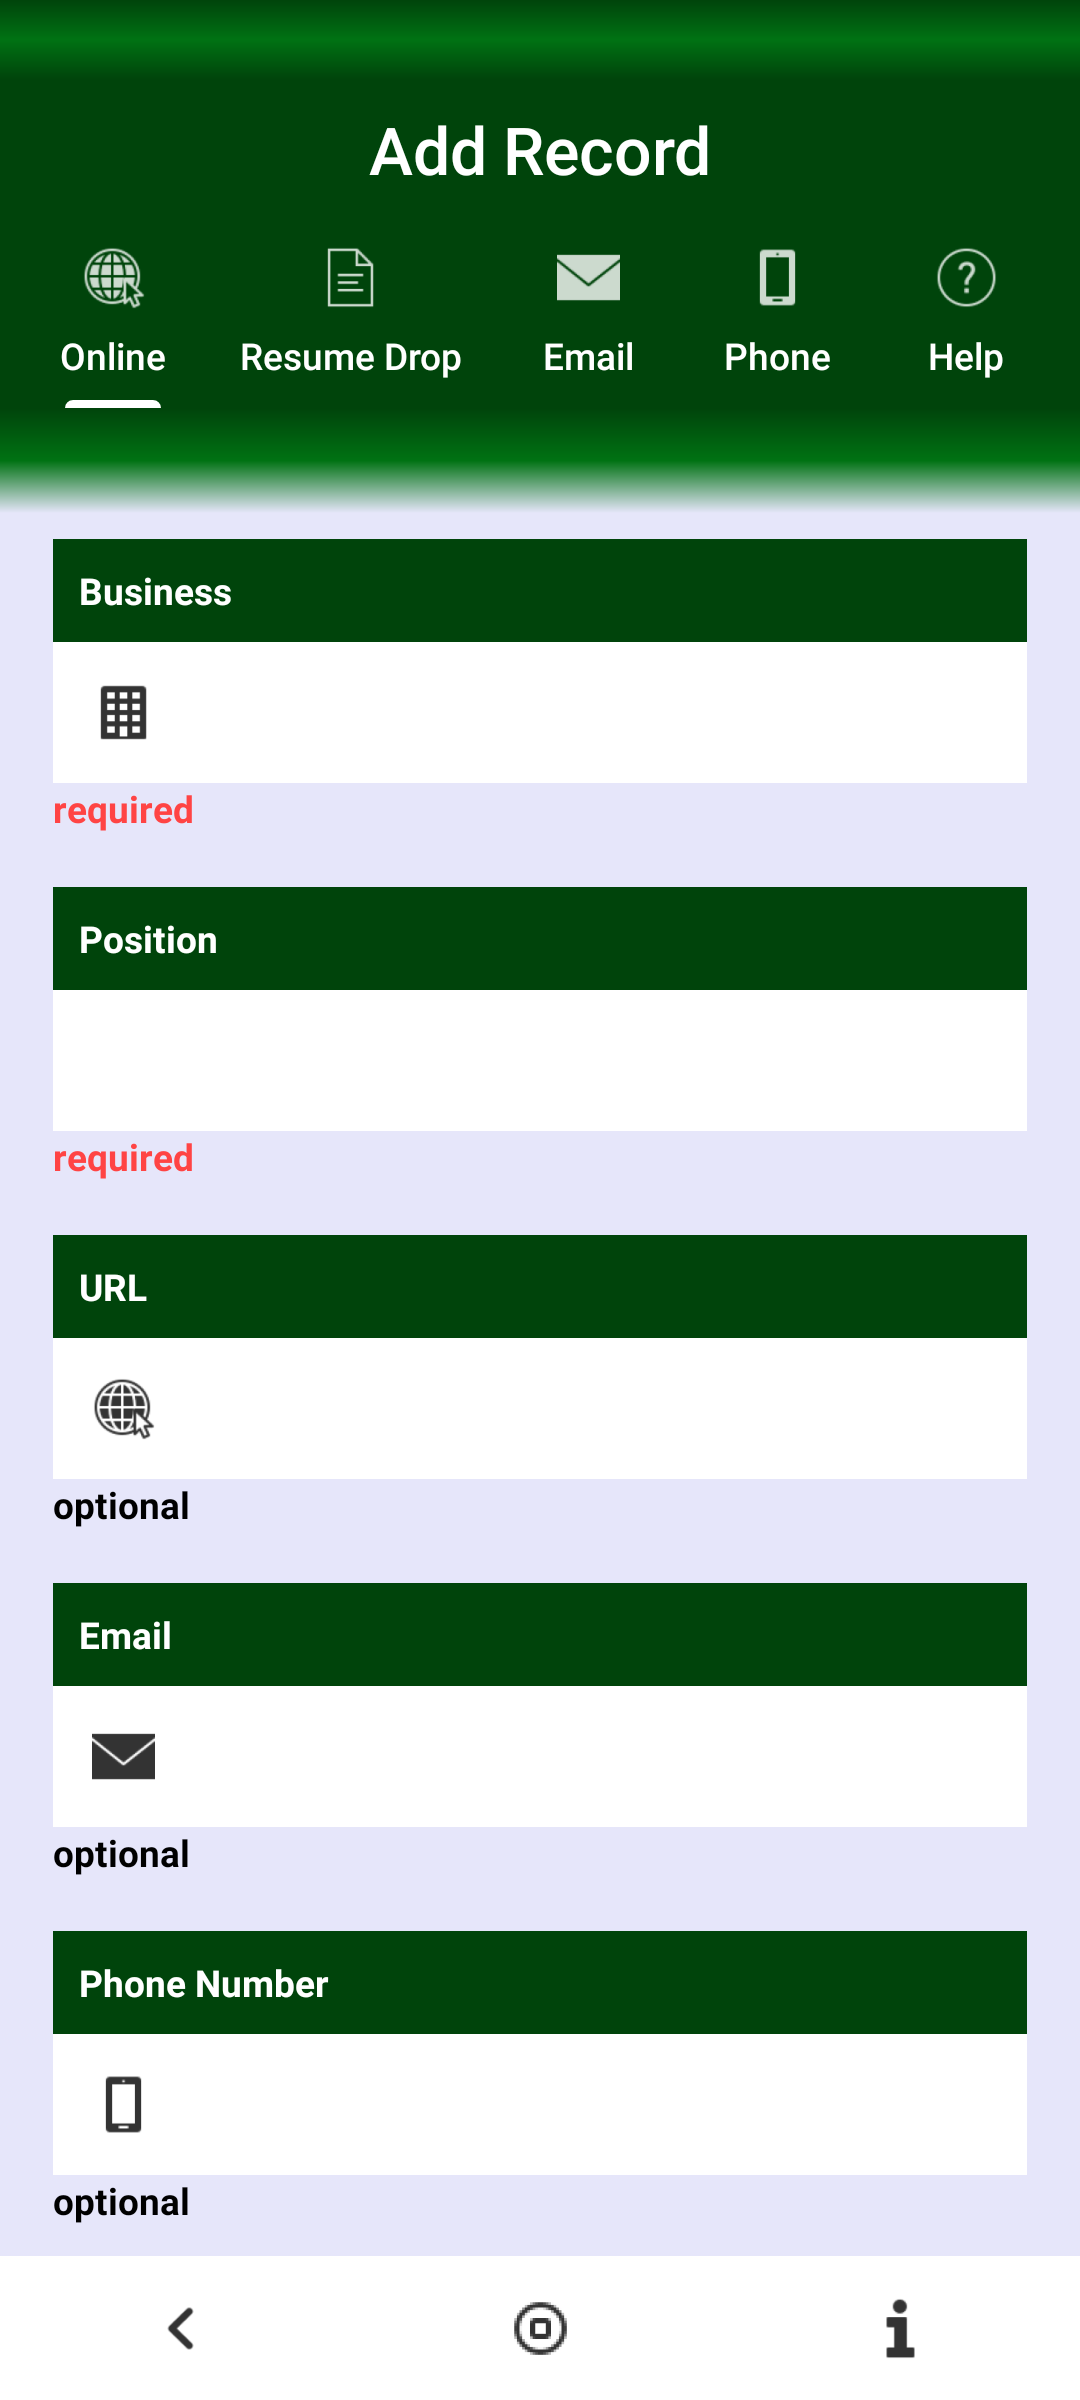 Add Record
Online Resume Drop Email Phone Help
Business
required
Position
required
URL
optional
Email
optional
Phone Number
optional